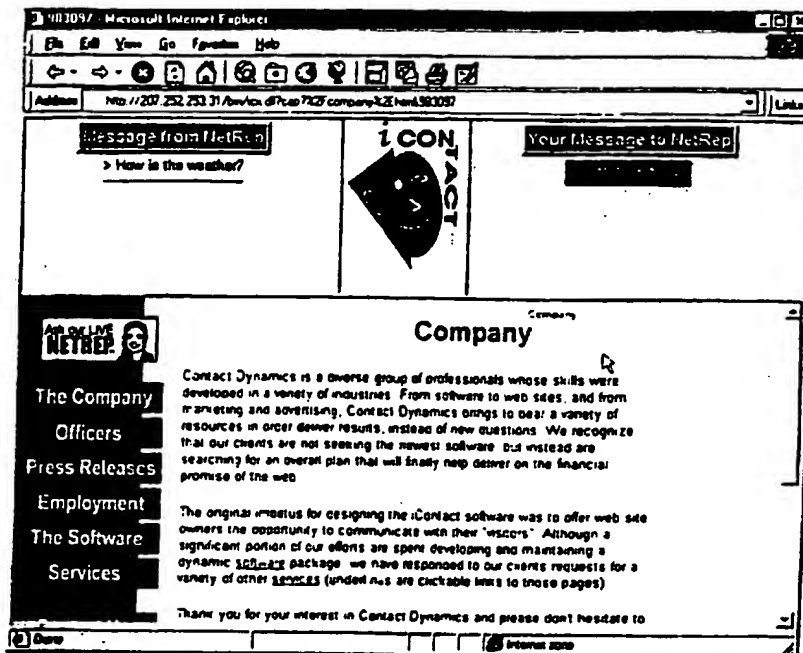 983097 - Microsoft Internet Explorer
File Edit View Go Favorites Help
Address
Links
Message from NetRep
> How is the weather?
i CONTACT...
Your Message to NetRep
Ask our LIVE
NETREP.
The Company
Officers
Press Releases
Employment
The Software
Services
Company
Company
Contact Dynamics is a diverse group of professionals whose skills were
developed in a variety of industries. From software to web sites, and from
marketing and advertising, Contact Dynamics brings to bear a variety of
resources in order deliver results, instead of new questions. We recognize
that our clients are not seeking the newest software, but instead are
searching for an overall plan that will finally help deliver on the financial
promise of the web.
The original impetus for designing the iContact software was to offer web site
owners the opportunity to communicate with their "visitors". Although a
significant portion of our efforts are spent developing and maintaining a
dynamic software package, we have responded to our clients requests for a
variety of other services (underlines are clickable links to those pages).
Thank you for your interest in Contact Dynamics and please don't hesitate to
Done
Internet zone